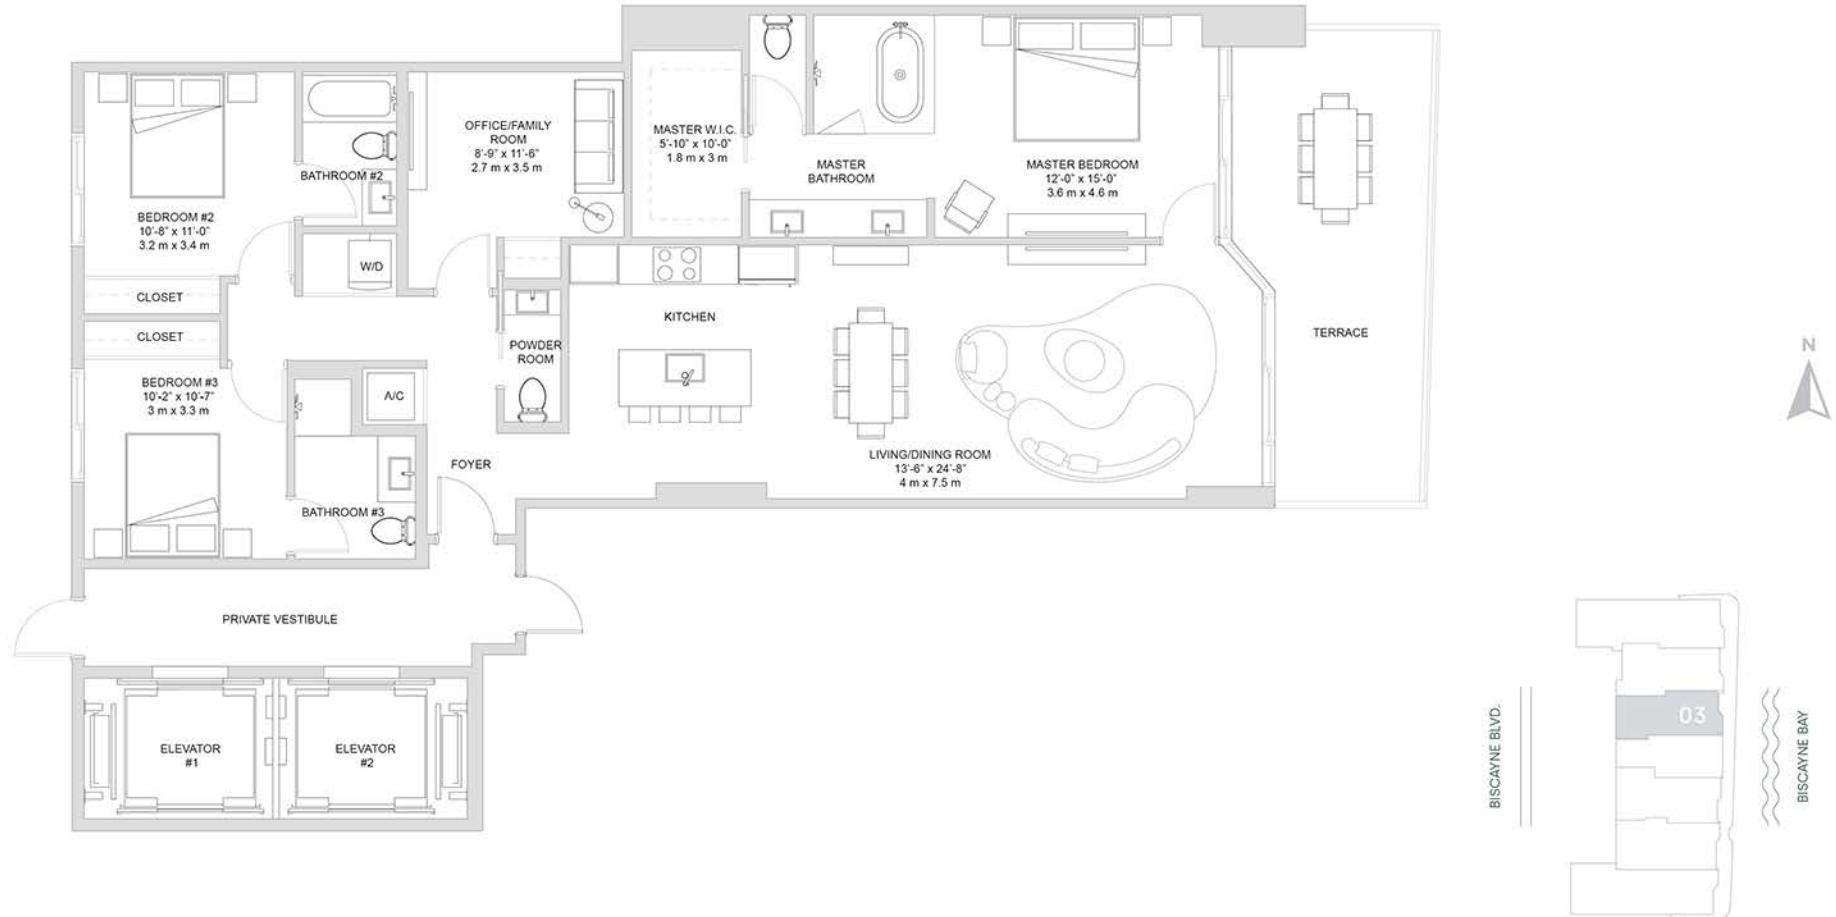 OFFICE/FAMILY
ROOM
8'-9" x 11'-6"
2.7 m x 3.5 m
MASTER W.I.C.
5'-10" x 10'-0"
1.8 m x 3 m
MASTER
BATHROOM
MASTER BEDROOM
12'-0" x 15'-0"
3.6 m x 4.6 m
BATHROOM #2
BEDROOM #2
10'-8" x 11'-0"
3.2 m x 3.4 m
W/D
CLOSET
CLOSET
KITCHEN
POWDER
ROOM
TERRACE
N
BEDROOM #3
10'-2" x 10'-7"
3 m x 3.3 m
A/C
FOYER
LIVING/DINING ROOM
13'-6" x 24'-8"
4 m x 7.5 m
BATHROOM #3
PRIVATE VESTIBULE
ELEVATOR
#1
ELEVATOR
#2
BISCAYNE BLVD.
03
BISCAYNE BAY